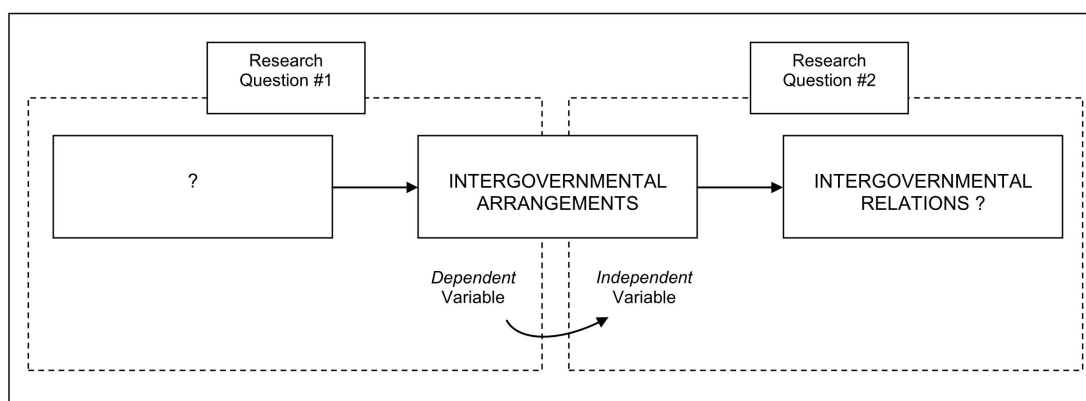 Research
Question #1
Research
Question #2
?
INTERGOVERNMENTAL
ARRANGEMENTS
INTERGOVERNMENTAL
RELATIONS ?
Dependent
Variable
Independent
Variable